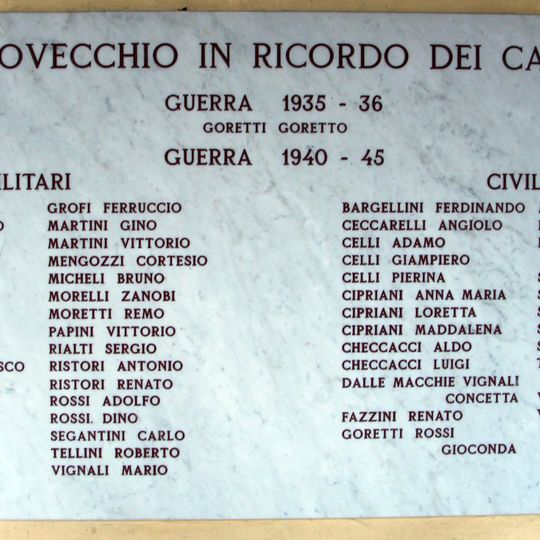 OVECCHIO IN RICORDO DEI CA
GUERRA 1935 - 36
GORETTI GORETTO
GUERRA 1940 - 45
ILITARI
GROFI FERRUCCIO
MARTINI GINO
MARTINI VITTORIO
MENGOZZI CORTESIO
MICHELI BRUNO
MORELLI ZANOBI
MORETTI REMO
PAPINI VITTORIO
RIALTI SERGIO
SCO RISTORI ANTONIO
RISTORI RENATO
ROSSI ADOLFO
ROSSI. DINO
SEGANTINI CARLO
TELLINI ROBERTO
VIGNALI MARIO
CIVIL
BARGELLINI FERDINANDO
CECCARELLI ANGIOLO
CELLI ADAMO
CELLI GIAMPIERO
CELLI PIERINA
CIPRIANI ANNA MARIA
CIPRIANI LORETTA
CIPRIANI MADDALENA
CHECCACCI ALDO
CHECCACCI LUIGI
DALLE MACCHIE VIGNALI
CONCETTA
FAZZINI RENATO
GORETTI ROSSI
GIOCONDA